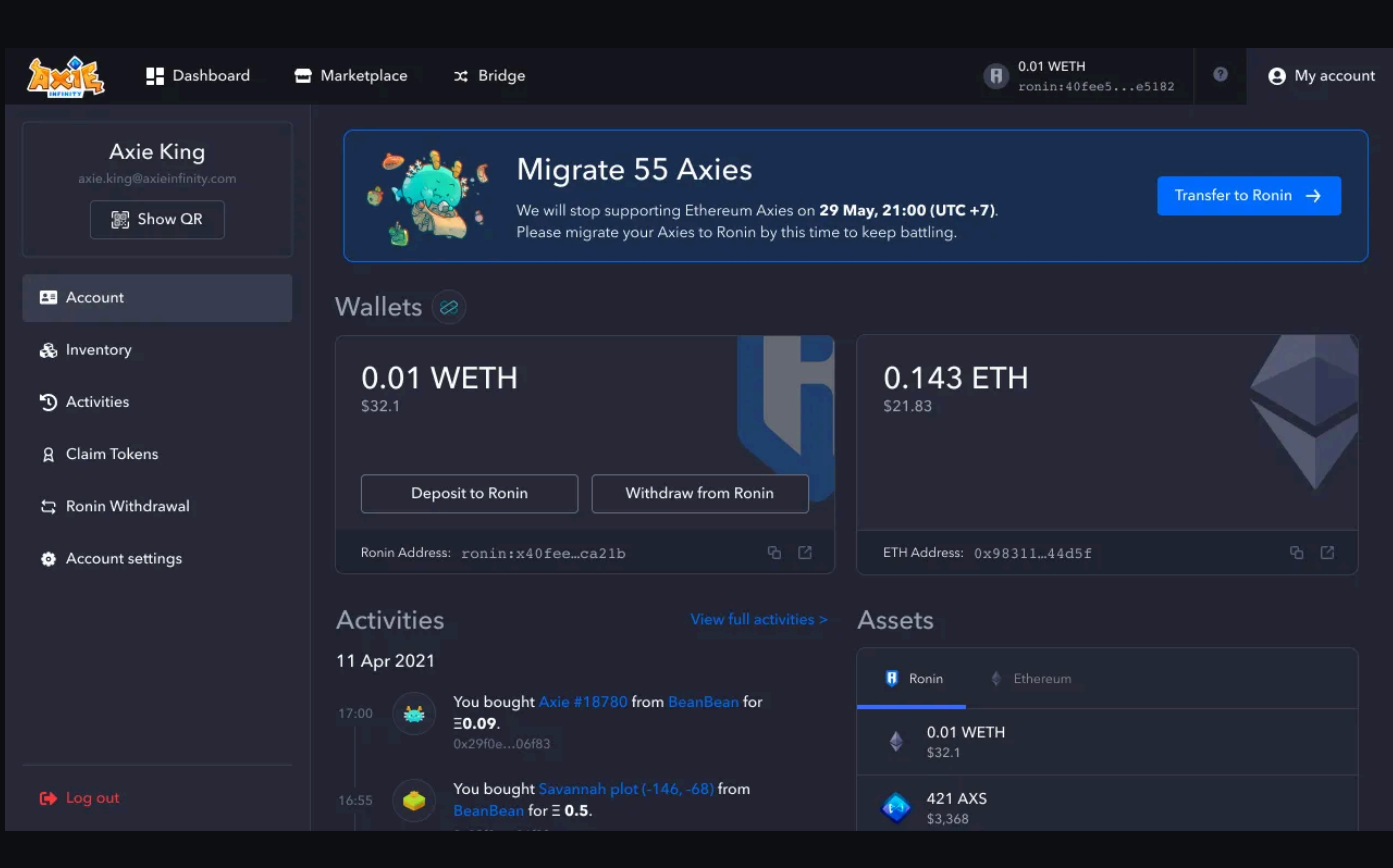 AXIE
INFINITY
Dashboard
Marketplace
Bridge
0.01 WETH
ronin:40fee5...e5182
My account
Axie King
axie.king@axieinfinity.com
Show QR
Account
Inventory
Activities
Claim Tokens
Ronin Withdrawal
Account settings
Log out
Migrate 55 Axies
We will stop supporting Ethereum Axies on 29 May, 21:00 (UTC +7).
Please migrate your Axies to Ronin by this time to keep battling.
Transfer to Ronin →
Wallets
0.01 WETH
$32.1
Deposit to Ronin
Withdraw from Ronin
Ronin Address: ronin:x40fee…ca21b
0.143 ETH
$21.83
ETH Address: 0x98311…44d5f
Activities
View full activities >
11 Apr 2021
17:00
You bought Axie #18780 from BeanBean for
Ξ0.09.
0x29f0e...06f83
16:55
You bought Savannah plot (-146, -68) from
BeanBean for Ξ 0.5.
Assets
Ronin
Ethereum
0.01 WETH
$32.1
421 AXS
$3,368